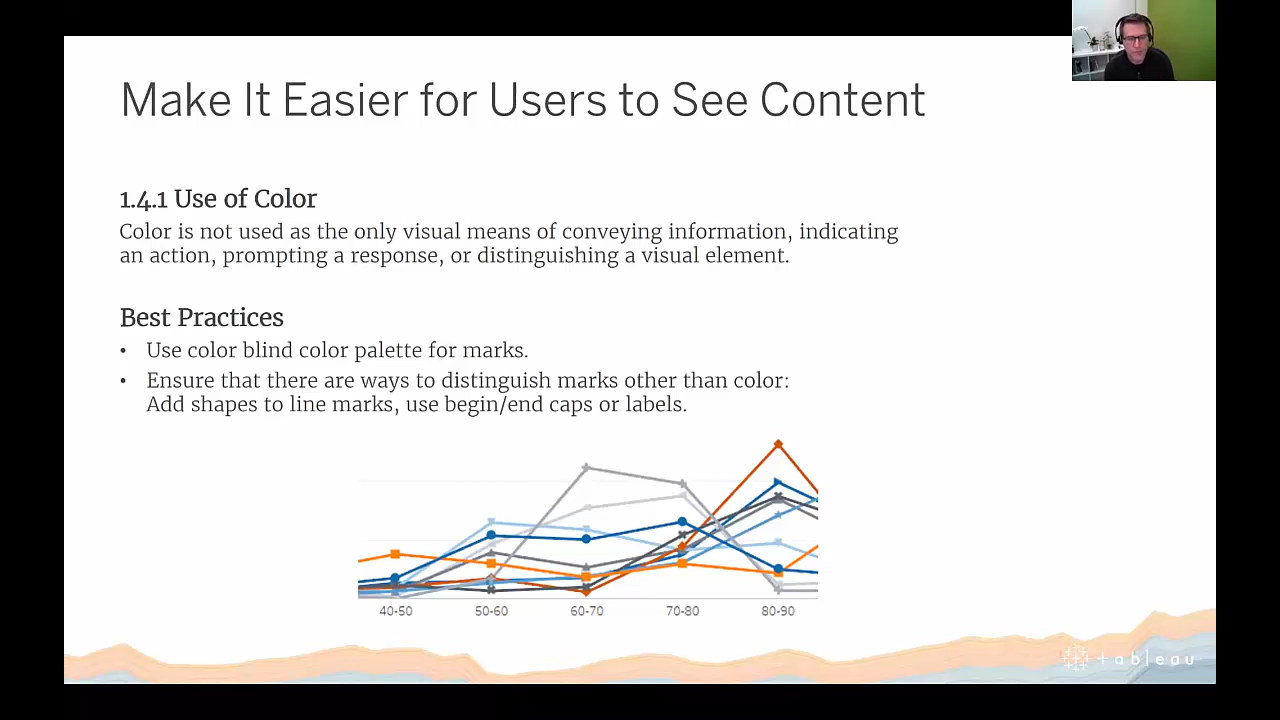 Make It Easier for Users to See Content
1.4.1 Use of Color
Color is not used as the only visual means of conveying information, indicating
an action, prompting a response, or distinguishing a visual element.
Best Practices
• Use color blind color palette for marks.
• Ensure that there are ways to distinguish marks other than color:
Add shapes to line marks, use begin/end caps or labels.
40-50 50-60 60-70 70-80 80-90
+ableau